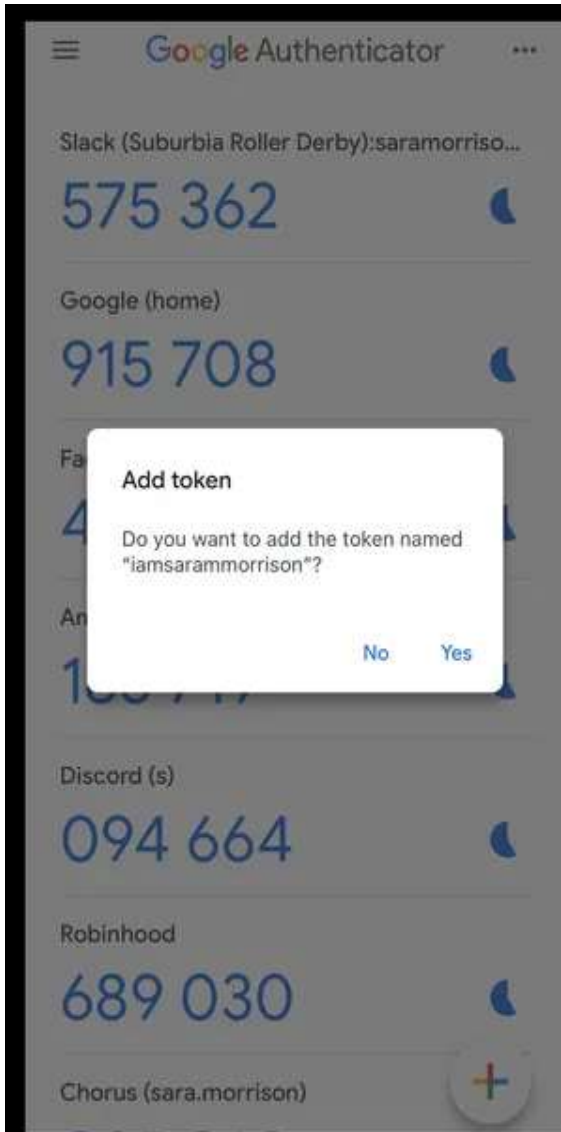 Google Authenticator
Slack (Suburbia Roller Derby):saramorriso...
575 362
Google (home)
915 708
Add token
Do you want to add the token named
"iamsarammorrison"?
No Yes
Discord (s)
094 664
Robinhood
689 030
Chorus (sara.morrison)